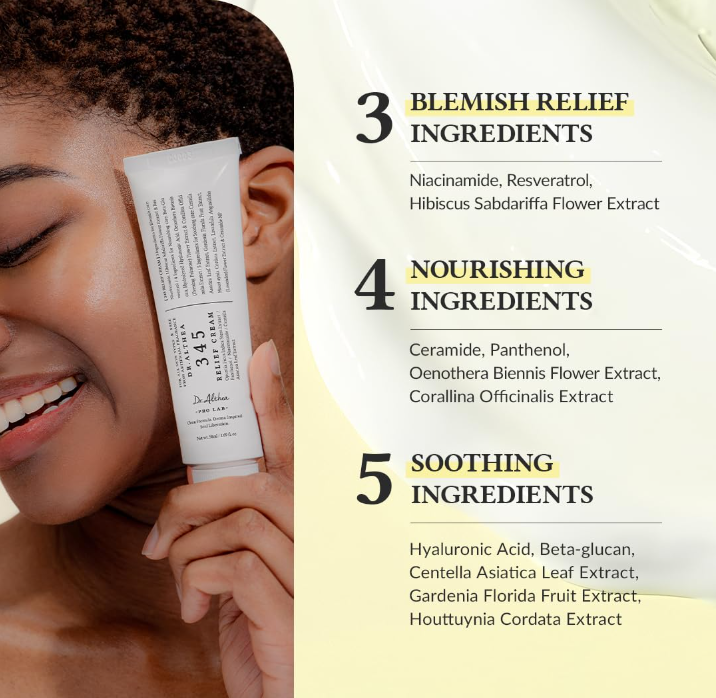 3
BLEMISH RELIEF
INGREDIENTS
Niacinamide, Resveratrol,
Hibiscus Sabdariffa Flower Extract
4
NOURISHING
INGREDIENTS
Ceramide, Panthenol,
Oenothera Biennis Flower Extract,
Corallina Officinalis Extract
5
SOOTHING
INGREDIENTS
Hyaluronic Acid, Beta-glucan,
Centella Asiatica Leaf Extract,
Gardenia Florida Fruit Extract,
Houttuynia Cordata Extract
DR.ALTHEA
345
RELIEF CREAM
Dr.Althea
PRO LAB